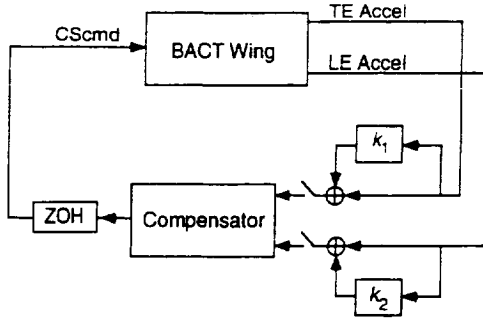 TE Accel
CScmd
BACT Wing
LE Accel
k₁
Compensator
ZOH
k₂